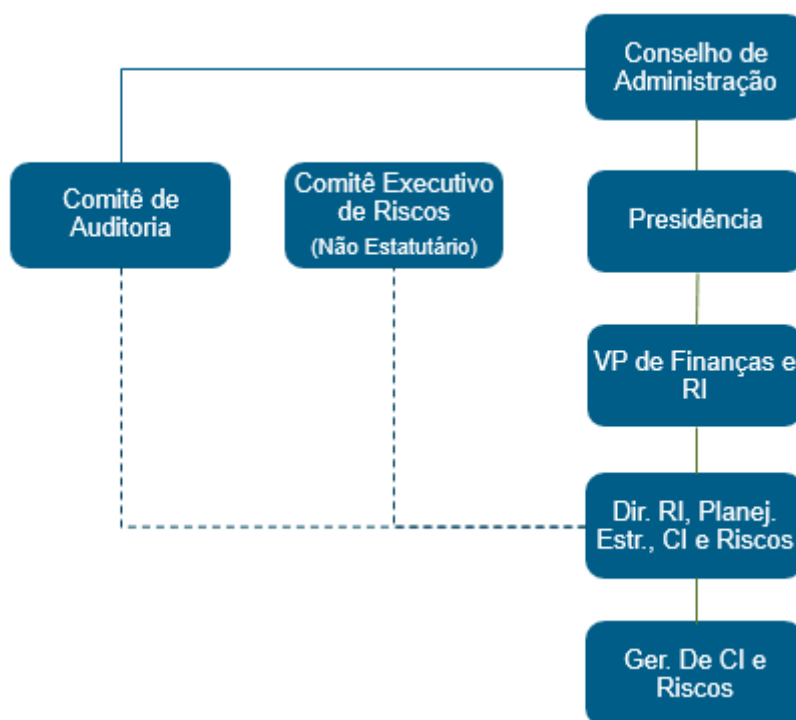 Conselho de
Administração
Comitê de
Auditoria
Comitê Executivo
de Riscos
(Não Estatutário)
Presidência
VP de Finanças e
RI
Dir. RI, Planej.
Estr., CI e Riscos
Ger. De CI e
Riscos